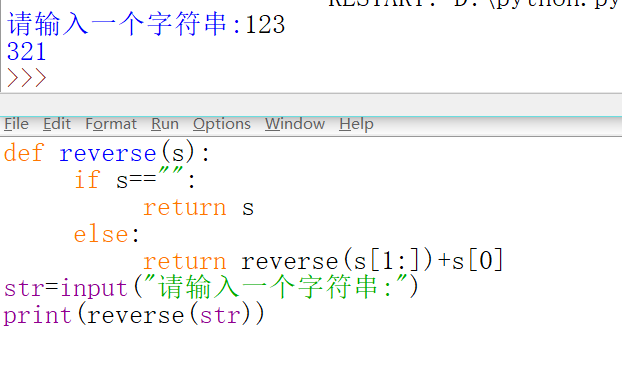 RESTART: D:\python.py
请输入一个字符串:123
321
>>>
File Edit Format Run Options Window Help
def reverse(s):
if s=="":
return s
else:
return reverse(s[1:])+s[0]
str=input("请输入一个字符串:")
print(reverse(str))